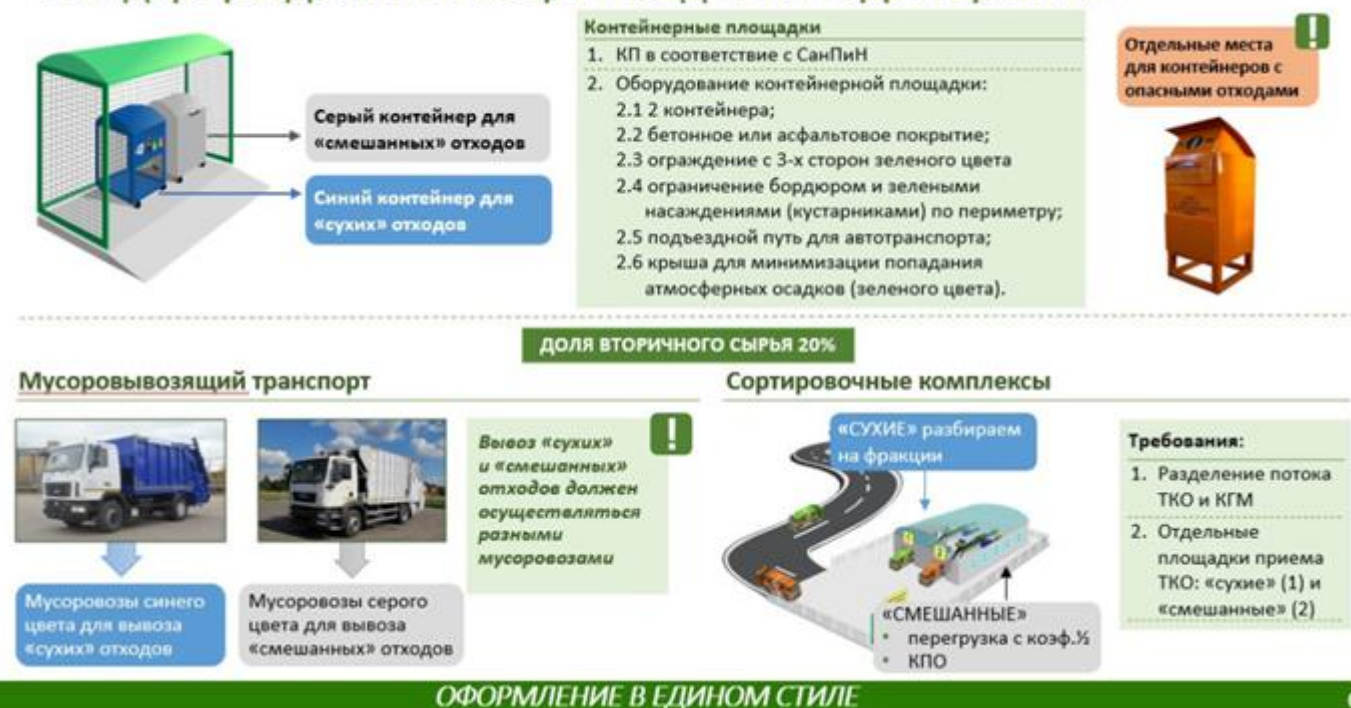 Контейнерные площадки
1. КП в соответствие с СанПиН
2. Оборудование контейнерной площадки:
2.1 2 контейнера;
2.2 бетонное или асфальтовое покрытие;
2.3 ограждение с 3-х сторон зеленого цвета
2.4 ограничение бордюром и зелеными
насаждениями (кустарниками) по периметру;
2.5 подъездной путь для автотранспорта;
2.6 крыша для минимизации попадания
атмосферных осадков (зеленого цвета).
Серый контейнер для
«смешанных» отходов
Синий контейнер для
«сухих» отходов
!
Отдельные места
для контейнеров с
опасными отходами
ДОЛЯ ВТОРИЧНОГО СЫРЬЯ 20%
Мусоровывозящий транспорт
!
Вывоз «сухих»
и «смешанных»
отходов должен
осуществляться
разными
мусоровозами
Мусоровозы синего
цвета для вывоза
«сухих» отходов
Мусоровозы серого
цвета для вывоза
«смешанных» отходов
Сортировочные комплексы
«СУХИЕ» разбираем
на фракции
«СМЕШАННЫЕ»
• перегрузка с коэф.½
• КПО
Требования:
1. Разделение потока
ТКО и КГМ
2. Отдельные
площадки приема
ТКО: «сухие» (1) и
«смешанные» (2)
ОФОРМЛЕНИЕ В ЕДИНОМ СТИЛЕ